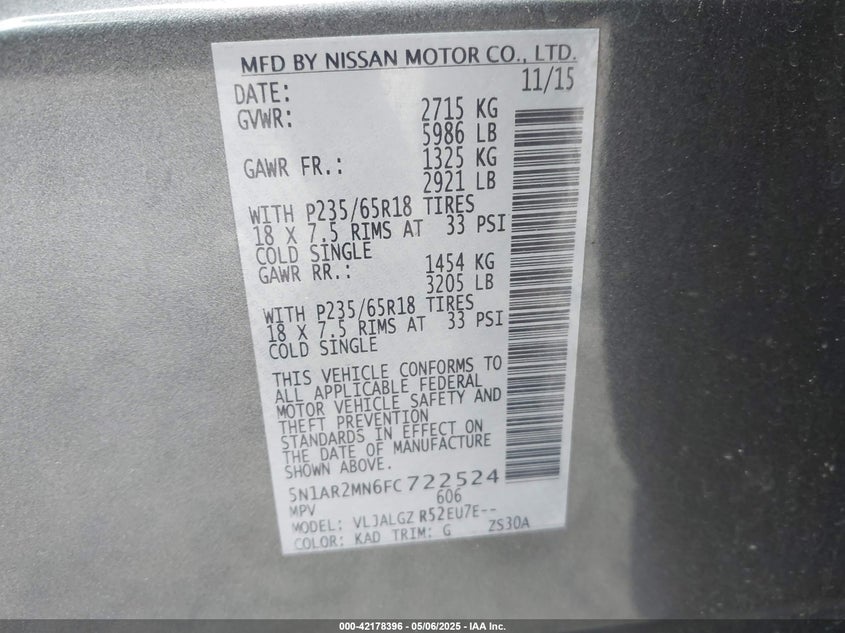 MFD BY NISSAN MOTOR CO., LTD.
DATE: 11/15
GVWR: 2715 KG
5986 LB
GAWR FR.: 1325 KG
2921 LB
WITH P235/65R18 TIRES
18 X 7.5 RIMS AT 33 PSI
COLD SINGLE
GAWR RR.: 1454 KG
3205 LB
WITH P235/65R18 TIRES
18 X 7.5 RIMS AT 33 PSI
COLD SINGLE
THIS VEHICLE CONFORMS TO
ALL APPLICABLE FEDERAL
MOTOR VEHICLE SAFETY AND
THEFT PREVENTION
STANDARDS IN EFFECT ON
THE DATE OF MANUFACTURE
SHOWN ABOVE.
5N1AR2MN6FC722524
MPV 606
MODEL: VLJALGZ R52EU7E--
COLOR: KAD TRIM: G ZS30A
000-42178396 - 05/06/2025 - IAA Inc.